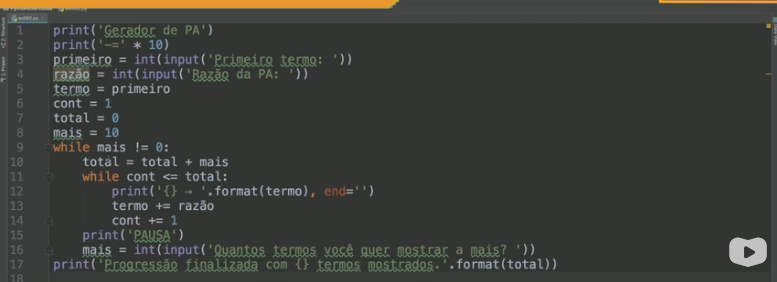 print('Gerador de PA')
print('-=' * 10)
primeiro = int(input('Primeiro termo: '))
razão = int(input('Razão da PA: '))
termo = primeiro
cont = 1
total = 0
mais = 10
while mais != 0:
    total = total + mais
    while cont <= total:
        print('{} → '.format(termo), end='')
        termo += razão
        cont += 1
    print('PAUSA')
    mais = int(input('Quantos termos você quer mostrar a mais? '))
print('Progressão finalizada com {} termos mostrados.'.format(total))